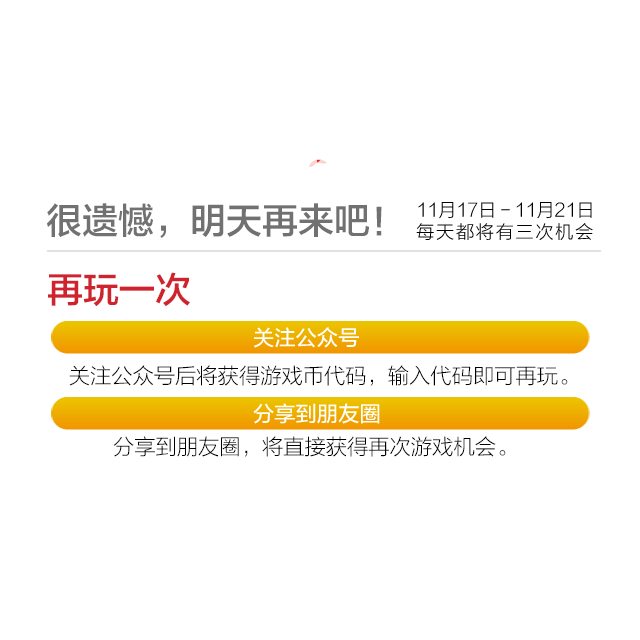 很遗憾，明天再来吧！
11月17日－11月21日
每天都将有三次机会
再玩一次
关注公众号
关注公众号后将获得游戏币代码，输入代码即可再玩。
分享到朋友圈
分享到朋友圈，将直接获得再次游戏机会。